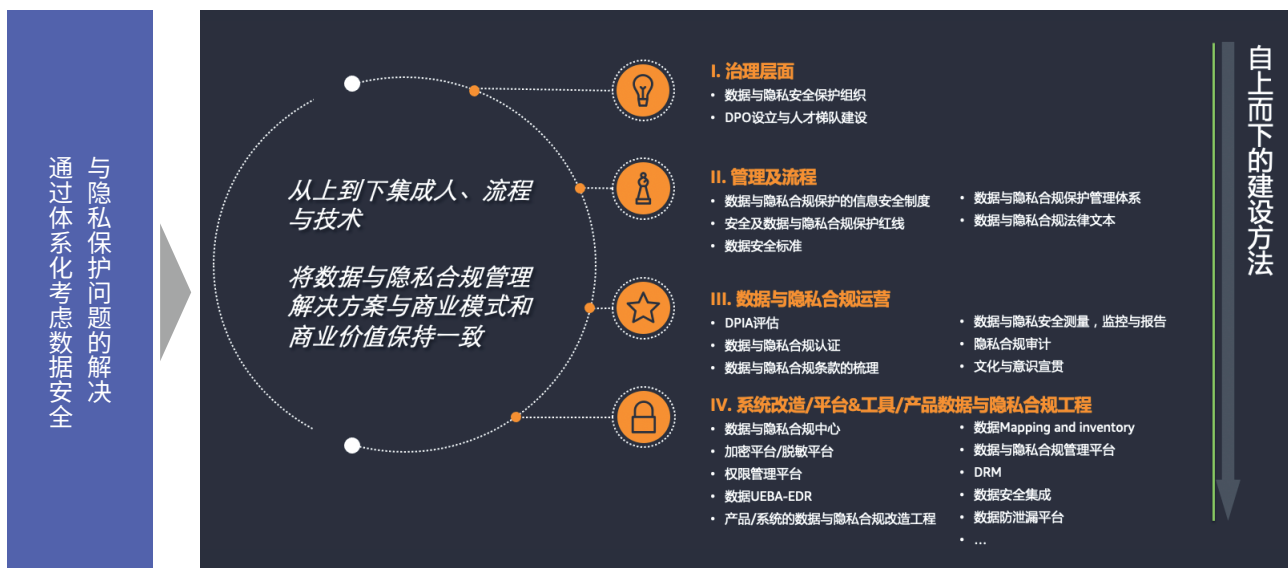 通过体系化考虑数据安全
与隐私保护问题的解决
从上到下集成人、流程
与技术
将数据与隐私合规管理
解决方案与商业模式和
商业价值保持一致
I. 治理层面
• 数据与隐私安全保护组织
• DPO设立与人才梯队建设
II. 管理及流程
• 数据与隐私合规保护的信息安全制度
• 安全及数据与隐私合规保护红线
• 数据安全标准
• 数据与隐私合规保护管理体系
• 数据与隐私合规法律文本
III. 数据与隐私合规运营
• DPIA评估
• 数据与隐私合规认证
• 数据与隐私合规条款的梳理
• 数据与隐私安全测量，监控与报告
• 隐私合规审计
• 文化与意识宣贯
IV. 系统改造/平台&工具/产品数据与隐私合规工程
• 数据与隐私合规中心
• 加密平台/脱敏平台
• 权限管理平台
• 数据UEBA-EDR
• 产品/系统的数据与隐私合规改造工程
• 数据Mapping and inventory
• 数据与隐私合规管理平台
• DRM
• 数据安全集成
• 数据防泄漏平台
• ...
自上而下的建设方法